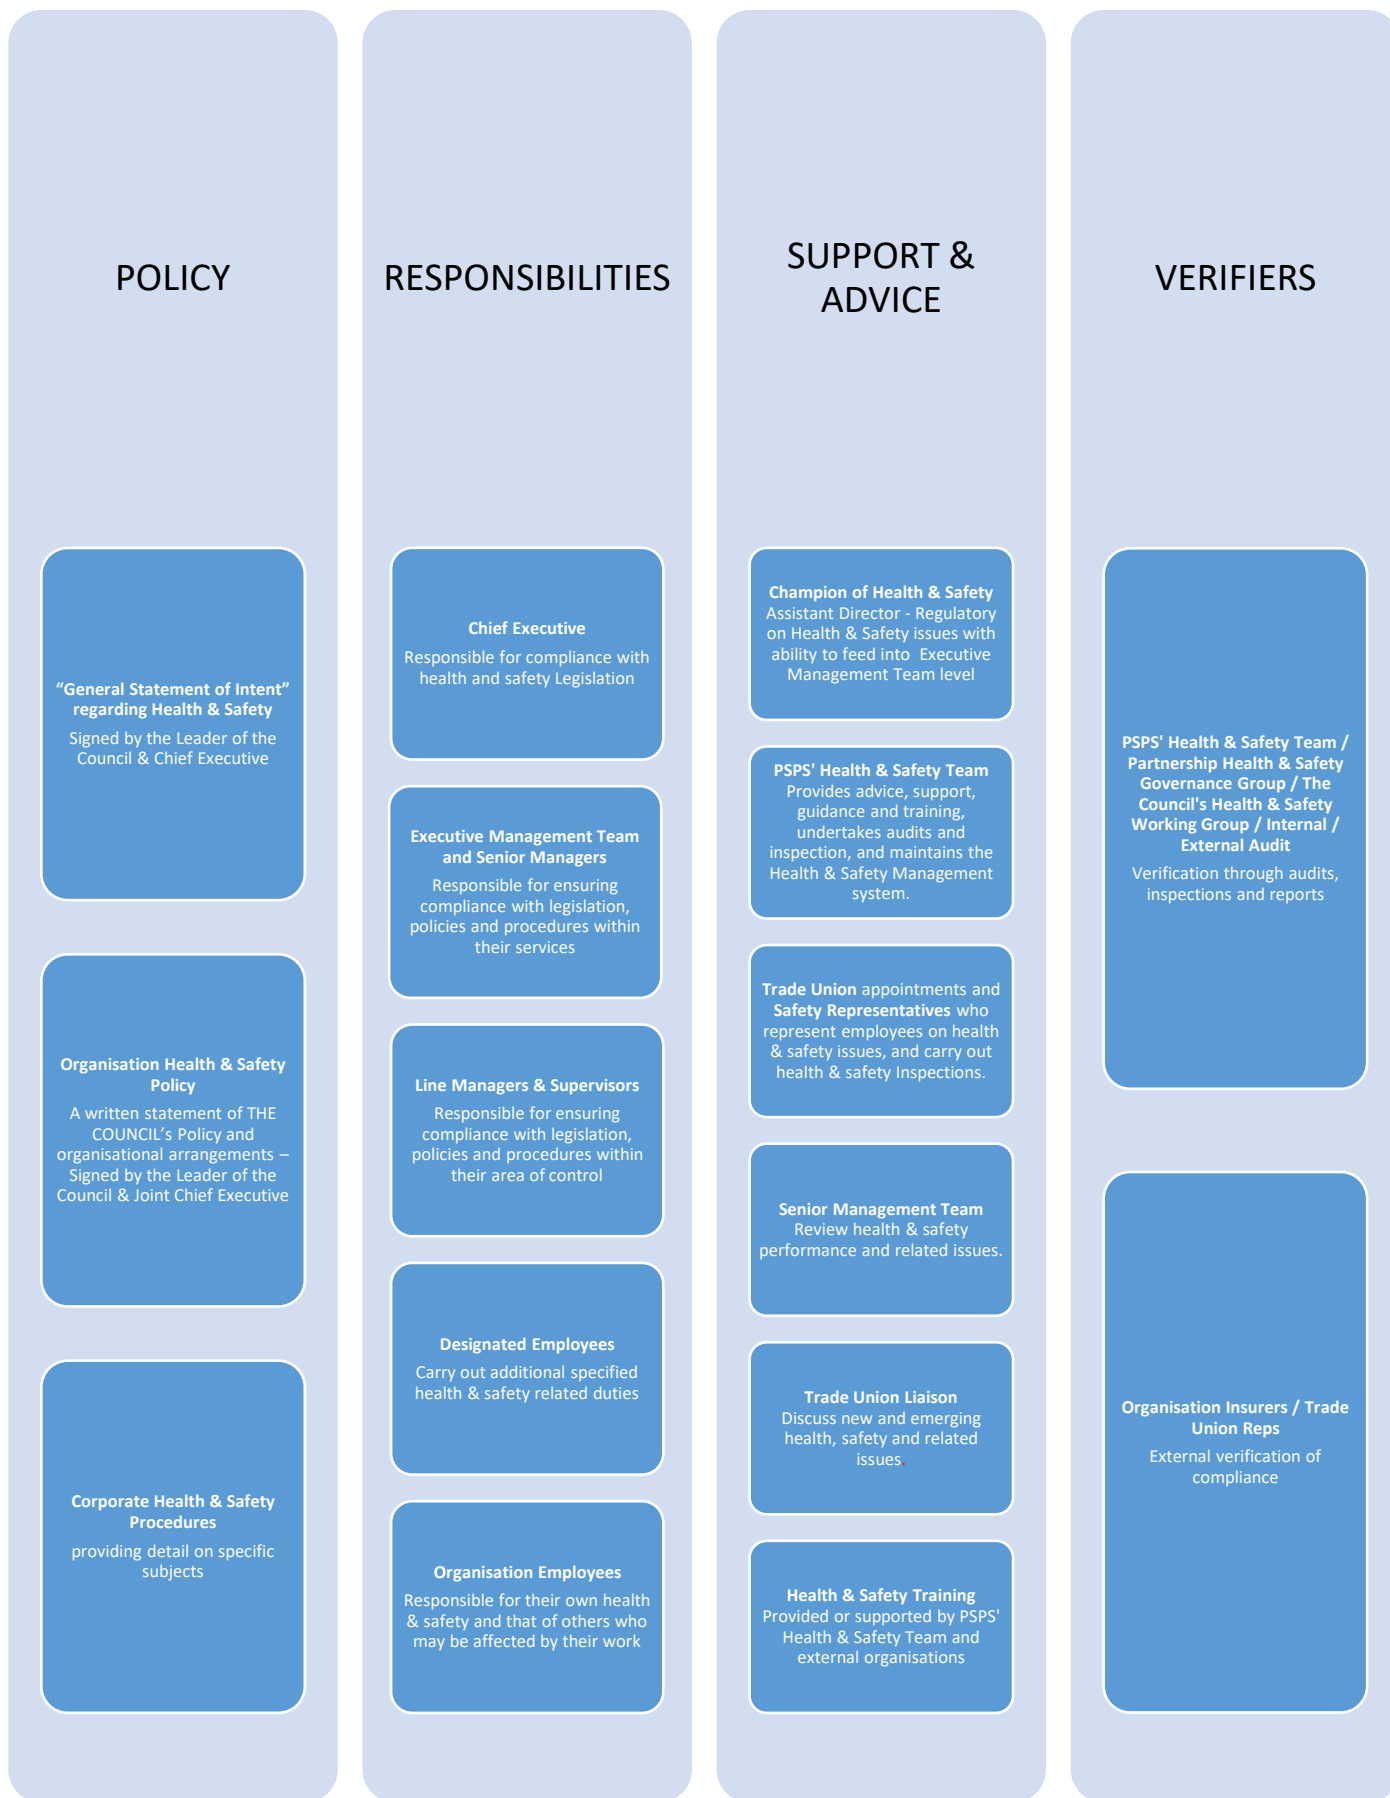 POLICY
“General Statement of Intent”
regarding Health & Safety
Signed by the Leader of the
Council & Chief Executive
Organisation Health & Safety
Policy
A written statement of THE
COUNCIL’s Policy and
organisational arrangements –
Signed by the Leader of the
Council & Joint Chief Executive
Corporate Health & Safety
Procedures
providing detail on specific
subjects
RESPONSIBILITIES
Chief Executive
Responsible for compliance with
health and safety Legislation
Executive Management Team
and Senior Managers
Responsible for ensuring
compliance with legislation,
policies and procedures within
their services
Line Managers & Supervisors
Responsible for ensuring
compliance with legislation,
policies and procedures within
their area of control
Designated Employees
Carry out additional specified
health & safety related duties
Organisation Employees
Responsible for their own health
& safety and that of others who
may be affected by their work
SUPPORT &
ADVICE
Champion of Health & Safety
Assistant Director - Regulatory
on Health & Safety issues with
ability to feed into  Executive
Management Team level
PSPS' Health & Safety Team
Provides advice, support,
guidance and training,
undertakes audits and
inspection, and maintains the
Health & Safety Management
system.
Trade Union appointments and
Safety Representatives who
represent employees on health
& safety issues, and carry out
health & safety Inspections.
Senior Management Team
Review health & safety
performance and related issues.
Trade Union Liaison
Discuss new and emerging
health, safety and related
issues.
Health & Safety Training
Provided or supported by PSPS'
Health & Safety Team and
external organisations
VERIFIERS
PSPS' Health & Safety Team /
Partnership Health & Safety
Governance Group / The
Council's Health & Safety
Working Group / Internal /
External Audit
Verification through audits,
inspections and reports
Organisation Insurers / Trade
Union Reps
External verification of
compliance